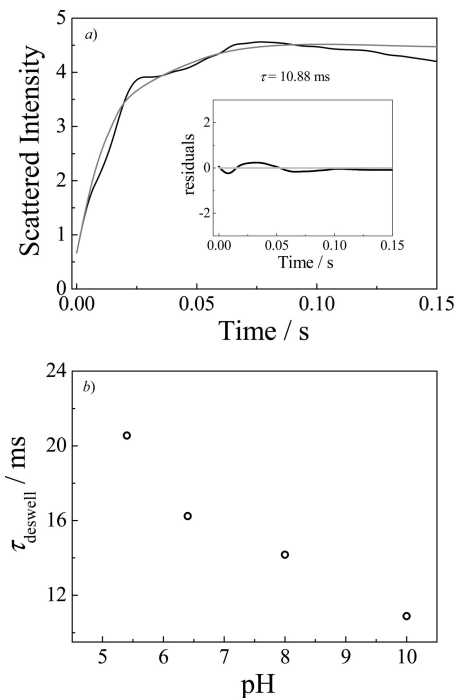 a)
5
4
3
2
1
0
Scattered Intensity
τ = 10.88 ms
2
0
-2
residuals
0.00 0.05 0.10 0.15
Time / s
0.00 0.05 0.10 0.15
Time / s
b)
24
20
16
12
τdeswell / ms
5 6 7 8 9 10
pH